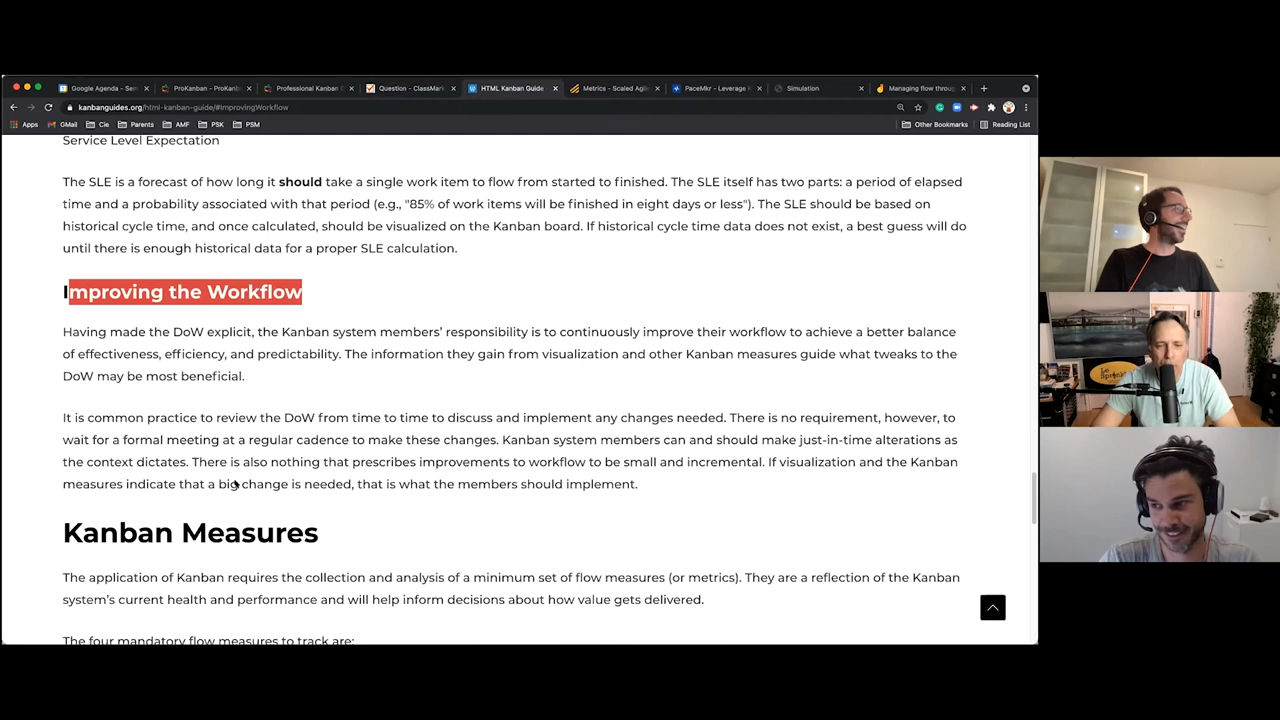 Google Agenda - Sem
ProKanban - ProKanb
Professional Kanban C
Question - ClassMark
HTML Kanban Guide
Metrics - Scaled Agile
PaceMkr - Leverage K
Simulation
Managing flow throug
kanbanguides.org/html-kanban-guide/#ImprovingWorkflow
Apps GMail Cie Parents AMF PSK PSM Other Bookmarks Reading List
Service Level Expectation
The SLE is a forecast of how long it should take a single work item to flow from started to finished. The SLE itself has two parts: a period of elapsed
time and a probability associated with that period (e.g., "85% of work items will be finished in eight days or less"). The SLE should be based on
historical cycle time, and once calculated, should be visualized on the Kanban board. If historical cycle time data does not exist, a best guess will do
until there is enough historical data for a proper SLE calculation.
Improving the Workflow
Having made the DoW explicit, the Kanban system members' responsibility is to continuously improve their workflow to achieve a better balance
of effectiveness, efficiency, and predictability. The information they gain from visualization and other Kanban measures guide what tweaks to the
DoW may be most beneficial.
It is common practice to review the DoW from time to time to discuss and implement any changes needed. There is no requirement, however, to
wait for a formal meeting at a regular cadence to make these changes. Kanban system members can and should make just-in-time alterations as
the context dictates. There is also nothing that prescribes improvements to workflow to be small and incremental. If visualization and the Kanban
measures indicate that a big change is needed, that is what the members should implement.
Kanban Measures
The application of Kanban requires the collection and analysis of a minimum set of flow measures (or metrics). They are a reflection of the Kanban
system's current health and performance and will help inform decisions about how value gets delivered.
The four mandatory flow measures to track are: